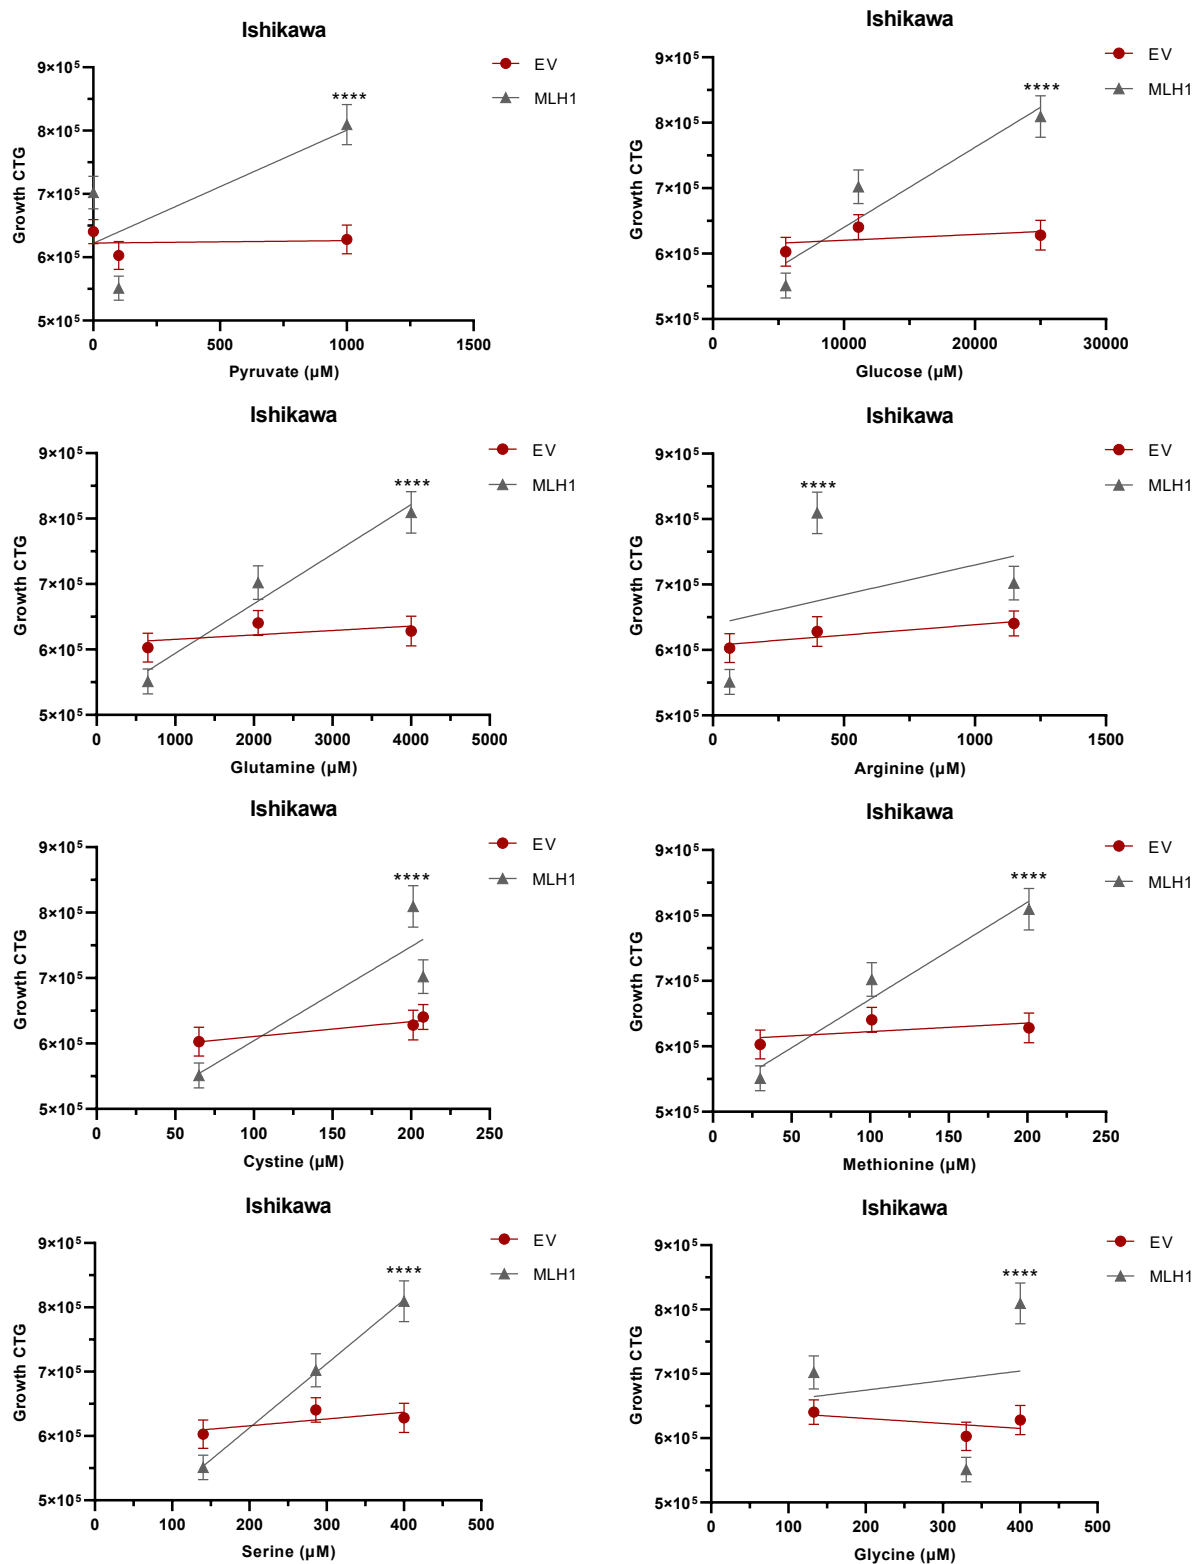 Ishikawa
EV
MLH1
****
9×10⁵
8×10⁵
7×10⁵
6×10⁵
5×10⁵
Growth CTG
0 500 1000 1500
Pyruvate (µM)
Ishikawa
EV
MLH1
****
9×10⁵
8×10⁵
7×10⁵
6×10⁵
5×10⁵
Growth CTG
0 10000 20000 30000
Glucose (µM)
Ishikawa
EV
MLH1
****
9×10⁵
8×10⁵
7×10⁵
6×10⁵
5×10⁵
Growth CTG
0 1000 2000 3000 4000 5000
Glutamine (µM)
Ishikawa
EV
MLH1
****
9×10⁵
8×10⁵
7×10⁵
6×10⁵
5×10⁵
Growth CTG
0 500 1000 1500
Arginine (µM)
Ishikawa
EV
MLH1
****
9×10⁵
8×10⁵
7×10⁵
6×10⁵
5×10⁵
Growth CTG
0 50 100 150 200 250
Cystine (µM)
Ishikawa
EV
MLH1
****
9×10⁵
8×10⁵
7×10⁵
6×10⁵
5×10⁵
Growth CTG
0 50 100 150 200 250
Methionine (µM)
Ishikawa
EV
MLH1
****
9×10⁵
8×10⁵
7×10⁵
6×10⁵
5×10⁵
Growth CTG
0 100 200 300 400 500
Serine (µM)
Ishikawa
EV
MLH1
****
9×10⁵
8×10⁵
7×10⁵
6×10⁵
5×10⁵
Growth CTG
0 100 200 300 400 500
Glycine (µM)